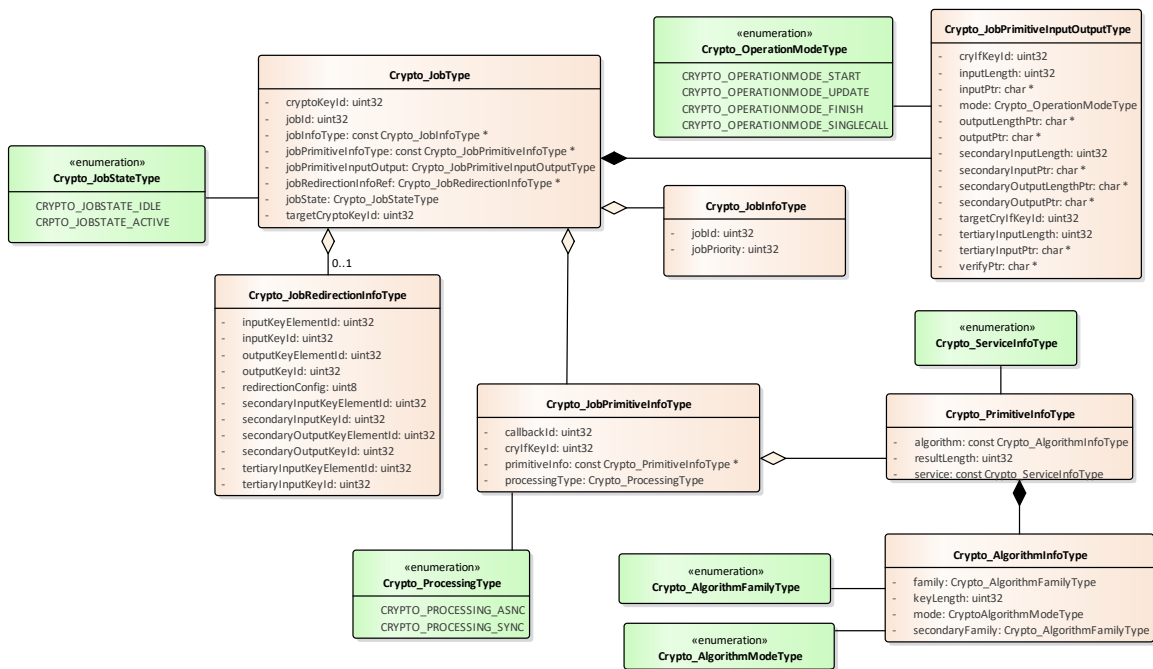 Crypto_JobType
- cryptoKeyId: uint32
- jobId: uint32
- jobInfoType: const Crypto_JobInfoType *
- jobPrimitiveInfoType: const Crypto_JobPrimitiveInfoType *
- jobPrimitiveInputOutput: Crypto_JobPrimitiveInputOutputType
- jobRedirectionInfoRef: Crypto_JobRedirectionInfoType *
- jobState: Crypto_JobStateType
- targetCryptoKeyId: uint32
«enumeration»
Crypto_OperationModeType
CRYPTO_OPERATIONMODE_START
CRYPTO_OPERATIONMODE_UPDATE
CRYPTO_OPERATIONMODE_FINISH
CRYPTO_OPERATIONMODE_SINGLECALL
Crypto_JobPrimitiveInputOutputType
- cryIfKeyId: uint32
- inputLength: uint32
- inputPtr: char *
- mode: Crypto_OperationModeType
- outputLengthPtr: char *
- outputPtr: char *
- secondaryInputLength: uint32
- secondaryInputPtr: char *
- secondaryOutputLengthPtr: char *
- secondaryOutputPtr: char *
- targetCryIfKeyId: uint32
- tertiaryInputLength: uint32
- tertiaryInputPtr: char *
- verifyPtr: char *
«enumeration»
Crypto_JobStateType
CRYPTO_JOBSTATE_IDLE
CRPTO_JOBSTATE_ACTIVE
Crypto_JobInfoType
- jobId: uint32
- jobPriority: uint32
0..1
Crypto_JobRedirectionInfoType
- inputKeyElementId: uint32
- inputKeyId: uint32
- outputKeyElementId: uint32
- outputKeyId: uint32
- redirectionConfig: uint8
- secondaryInputKeyElementId: uint32
- secondaryInputKeyId: uint32
- secondaryOutputKeyElementId: uint32
- secondaryOutputKeyId: uint32
- tertiaryInputKeyElementId: uint32
- tertiaryInputKeyId: uint32
«enumeration»
Crypto_ServiceInfoType
Crypto_JobPrimitiveInfoType
- callbackId: uint32
- cryIfKeyId: uint32
- primitiveInfo: const Crypto_PrimitiveInfoType *
- processingType: Crypto_ProcessingType
Crypto_PrimitiveInfoType
- algorithm: const Crypto_AlgorithmInfoType
- resultLength: uint32
- service: const Crypto_ServiceInfoType
«enumeration»
Crypto_ProcessingType
CRYPTO_PROCESSING_ASNC
CRYPTO_PROCESSING_SYNC
«enumeration»
Crypto_AlgorithmFamilyType
Crypto_AlgorithmInfoType
- family: Crypto_AlgorithmFamilyType
- keyLength: uint32
- mode: CryptoAlgorithmModeType
- secondaryFamily: Crypto_AlgorithmFamilyType
«enumeration»
Crypto_AlgorithmModeType